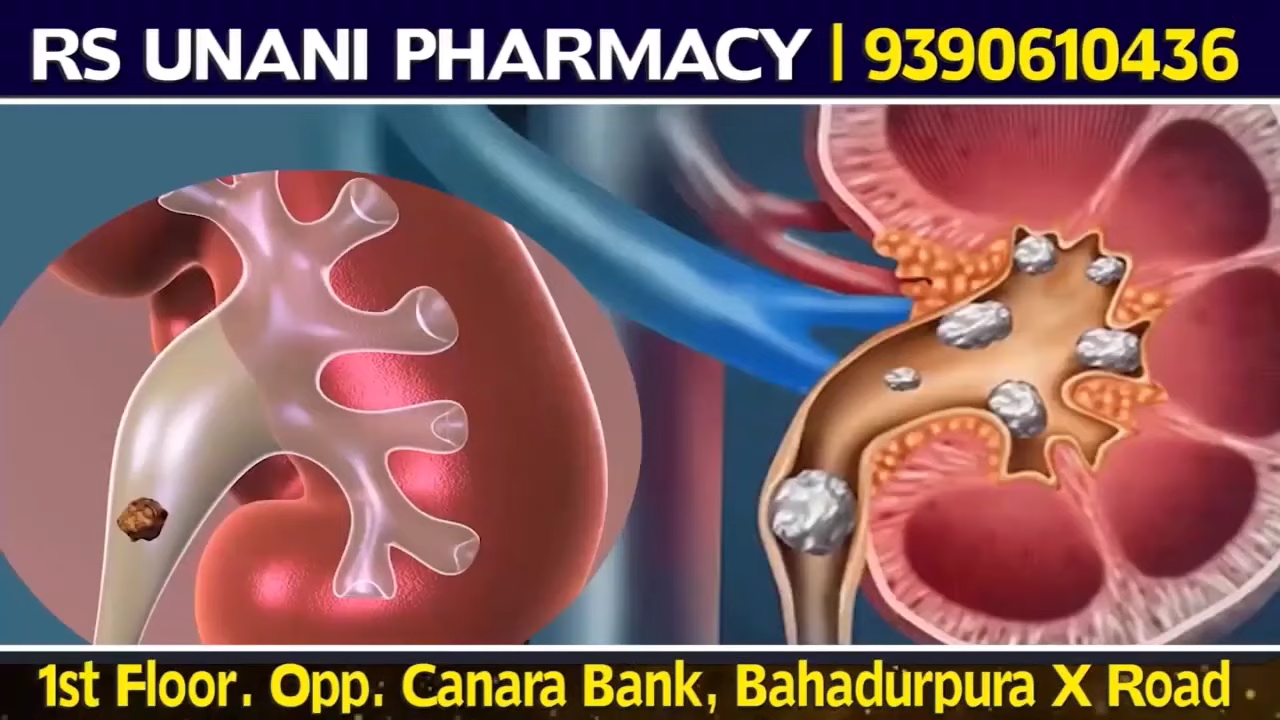 RS UNANI PHARMACY | 9390610436
1st Floor. Opp. Canara Bank, Bahadurpura X Road